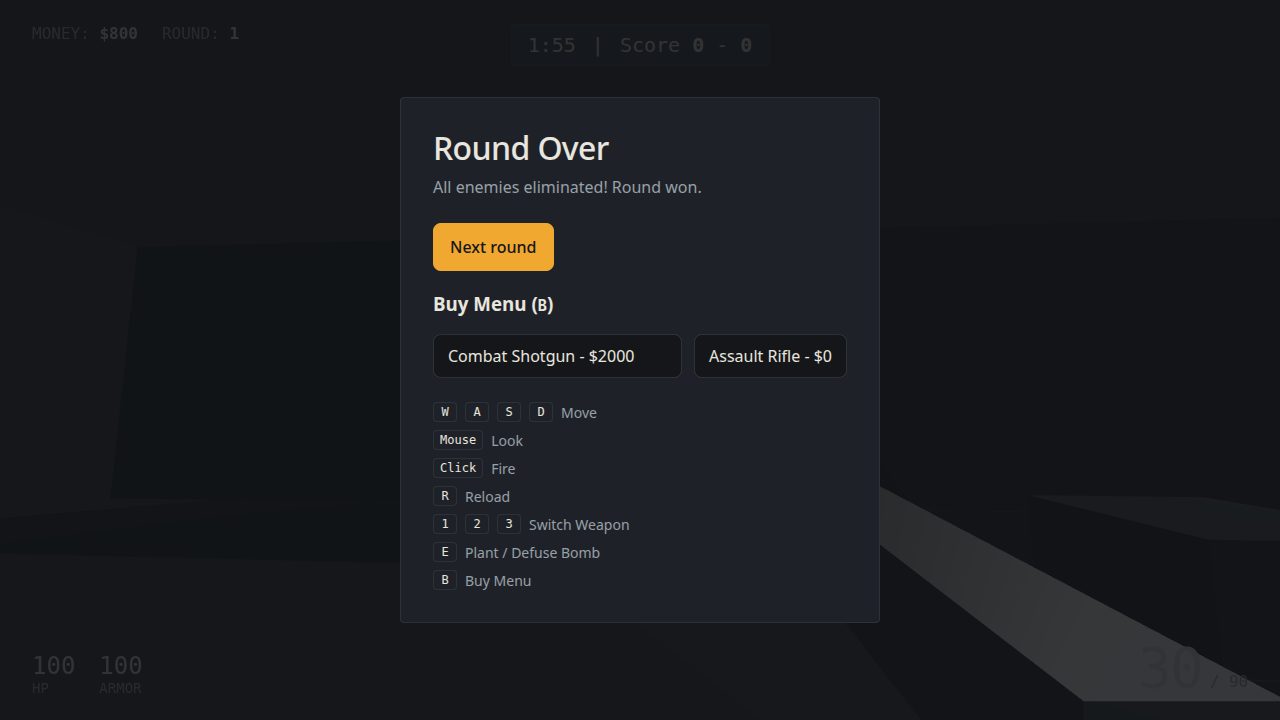 MONEY: $800 ROUND: 1
1:55 | Score 0 - 0
Round Over
All enemies eliminated! Round won.
Next round
Buy Menu (B)
Combat Shotgun - $2000 Assault Rifle - $0
W A S D Move
Mouse Look
Click Fire
R Reload
1 2 3 Switch Weapon
E Plant / Defuse Bomb
B Buy Menu
100 100 30 / 90
HP ARMOR